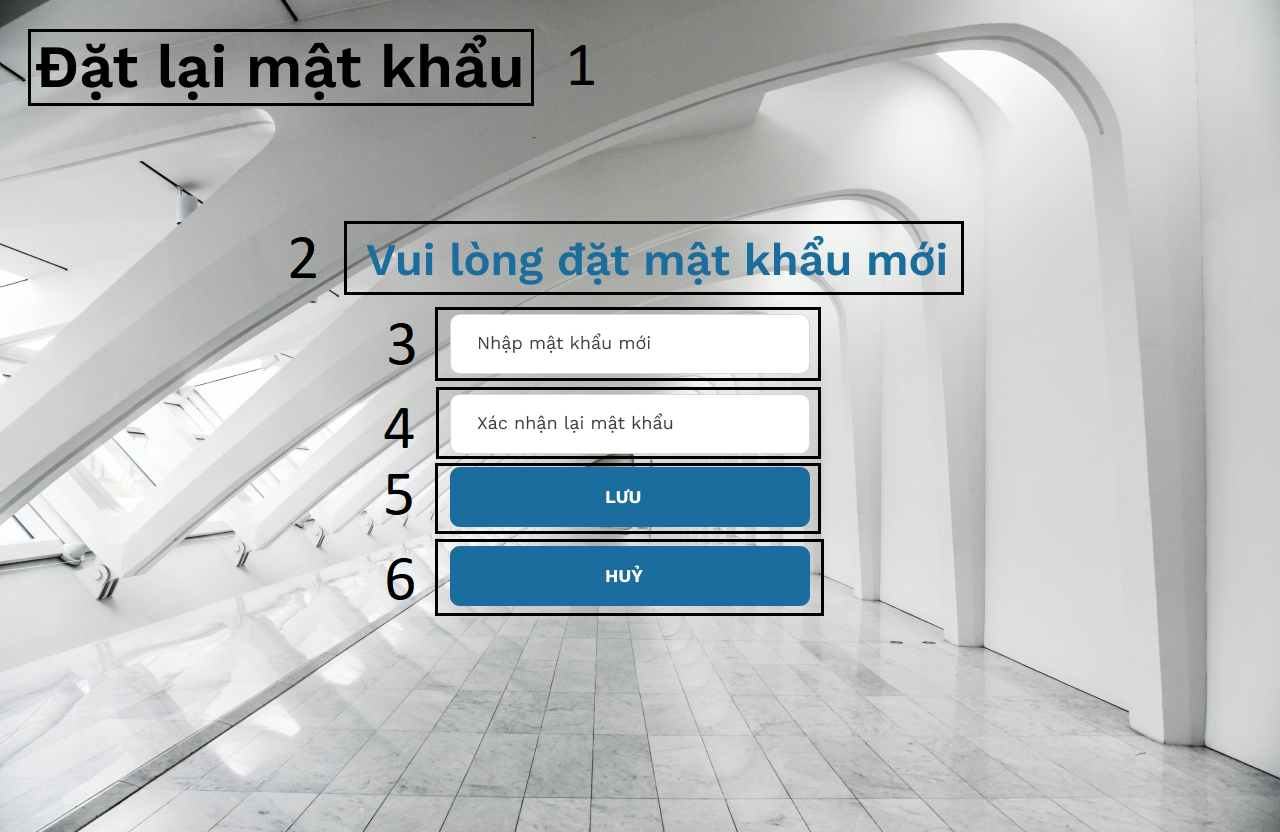 Đặt lại mật khẩu 1
2 Vui lòng đặt mật khẩu mới
3 Nhập mật khẩu mới
4 Xác nhận lại mật khẩu
5 LƯU
6 HUỶ